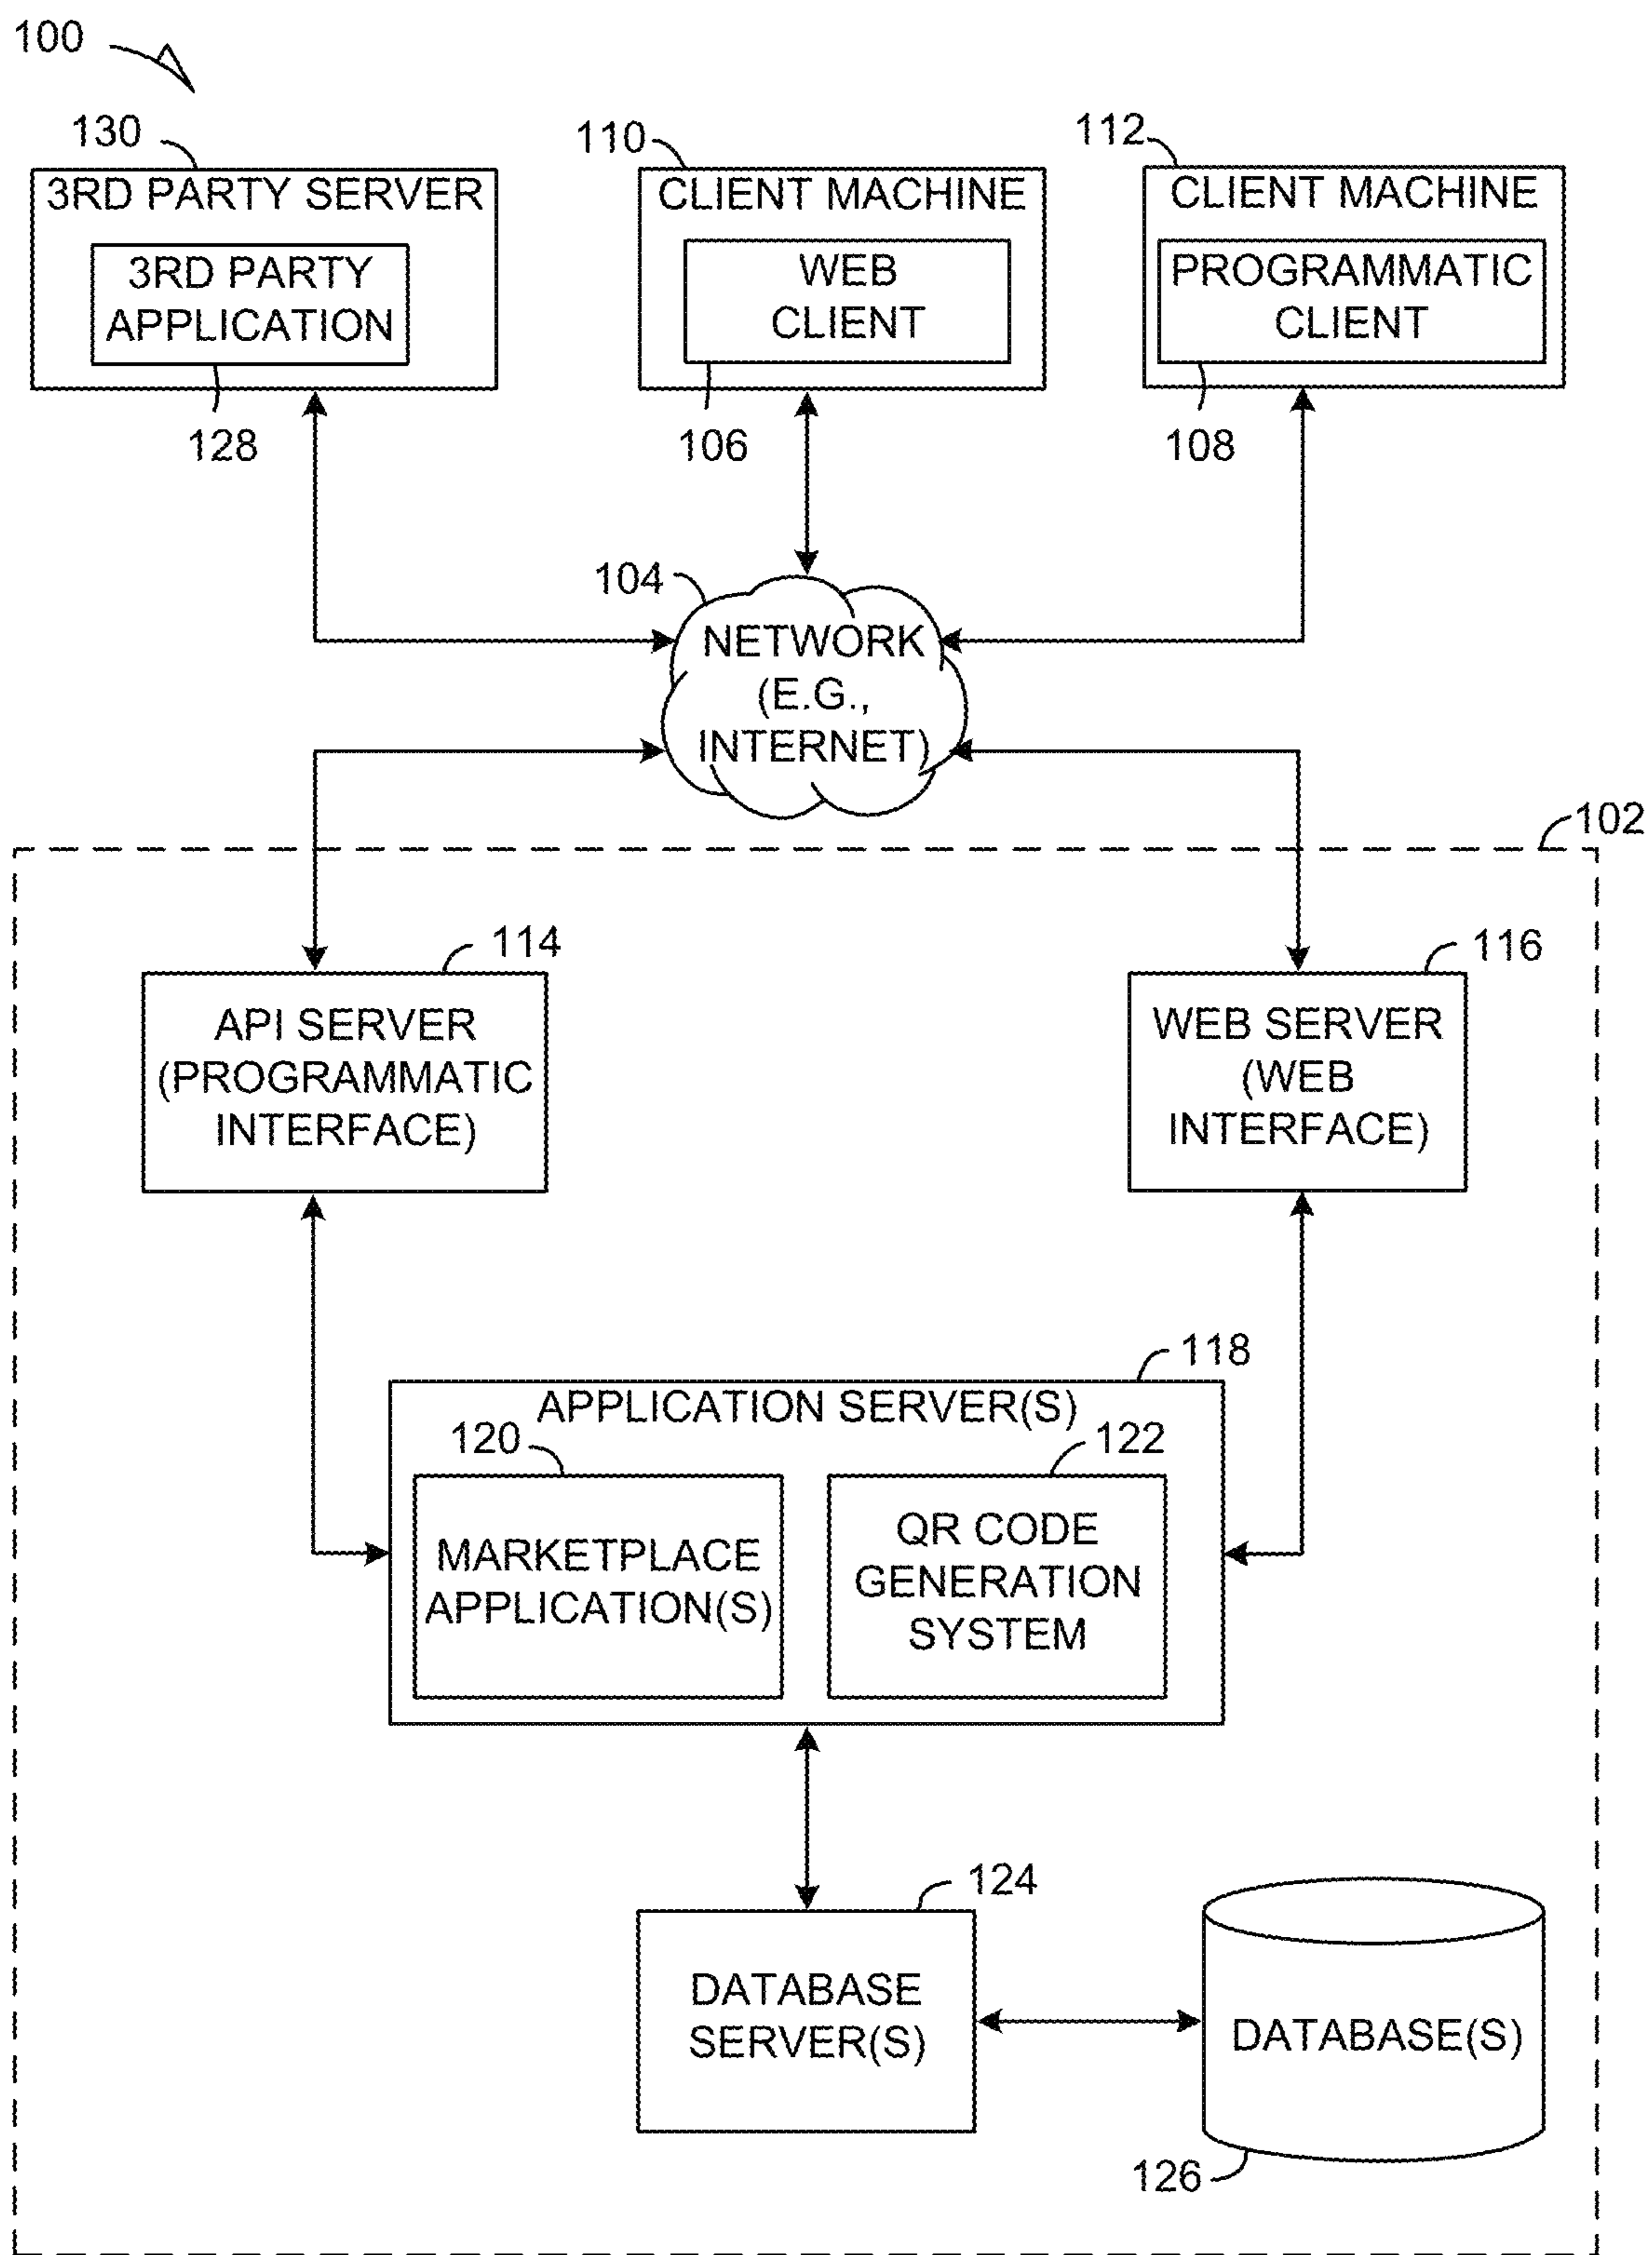 100
130
110
112
3RD PARTY SERVER
CLIENT MACHINE
CLIENT MACHINE
3RD PARTY
APPLICATION
WEB
CLIENT
PROGRAMMATIC
CLIENT
128
106
108
104
NETWORK
(E.G.,
INTERNET)
102
114
116
API SERVER
(PROGRAMMATIC
INTERFACE)
WEB SERVER
(WEB
INTERFACE)
118
APPLICATION SERVER(S)
120
122
MARKETPLACE
APPLICATION(S)
QR CODE
GENERATION
SYSTEM
124
DATABASE
SERVER(S)
DATABASE(S)
126